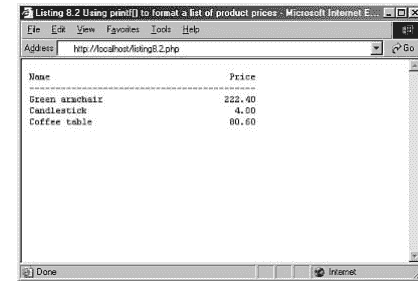 Listing 8.2 Using printf() to format a list of product prices - Microsoft Internet E...
File Edit View Favorites Tools Help
Address http://localhost/listing8.2.php Go
Name Price
----------------------------------------------------
Green armchair 222.40
Candlestick 4.00
Coffee table 80.60
Done Internet